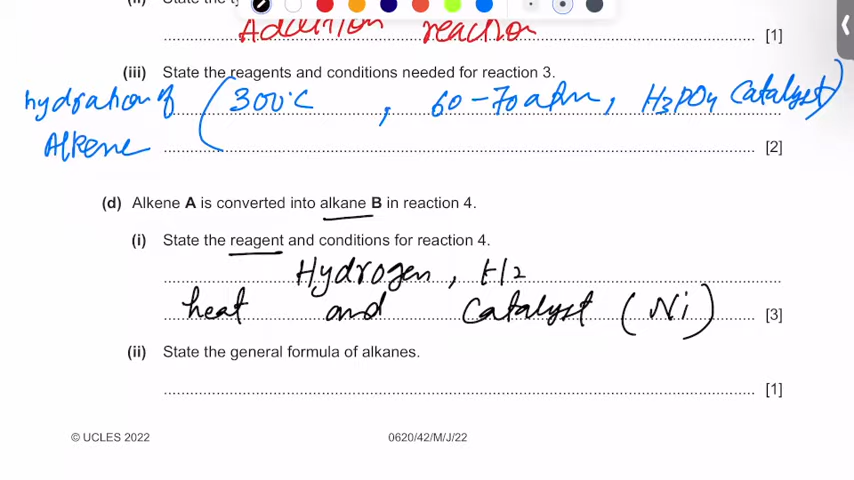 Addition reaction [1]
(iii) State the reagents and conditions needed for reaction 3.
hydration of (300°C, 60-70 atm, H3PO4 Catalyst)
Alkene [2]
(d) Alkene A is converted into alkane B in reaction 4.
(i) State the reagent and conditions for reaction 4.
Hydrogen, H2
heat and Catalyst (Ni) [3]
(ii) State the general formula of alkanes.
[1]
© UCLES 2022 0620/42/M/J/22